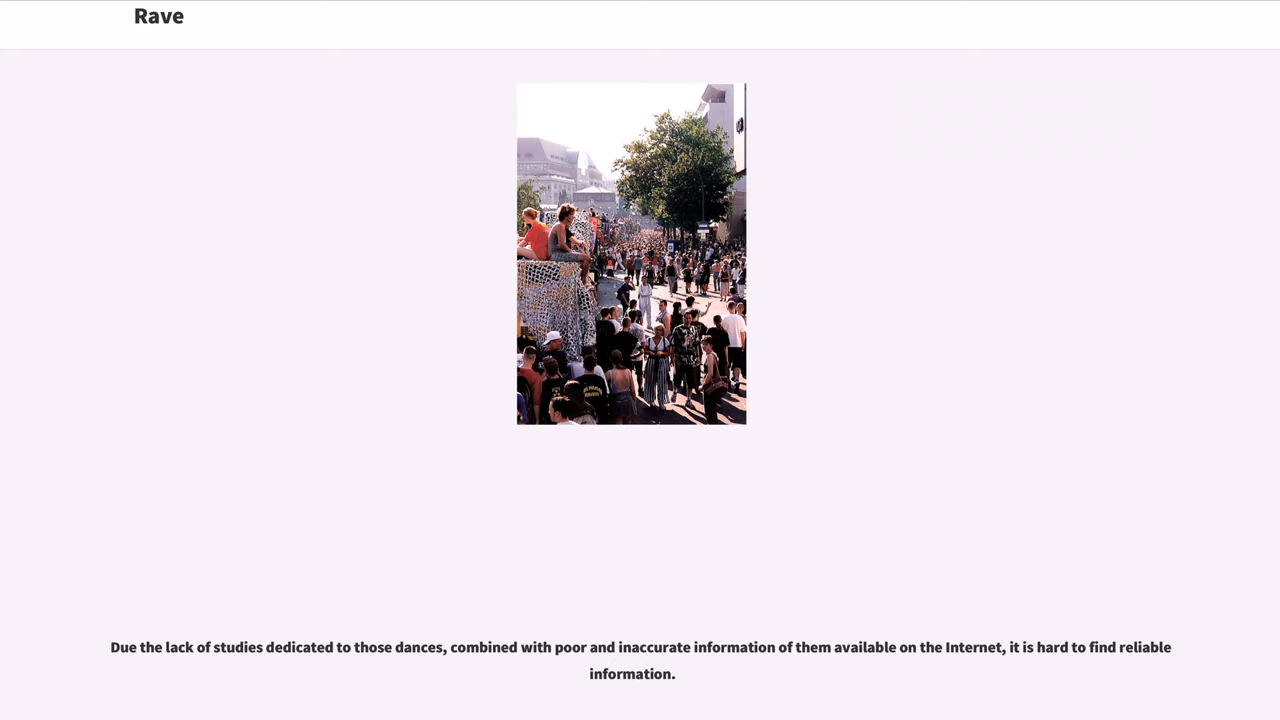 Rave
Due the lack of studies dedicated to those dances, combined with poor and inaccurate information of them available on the Internet, it is hard to find reliable
information.